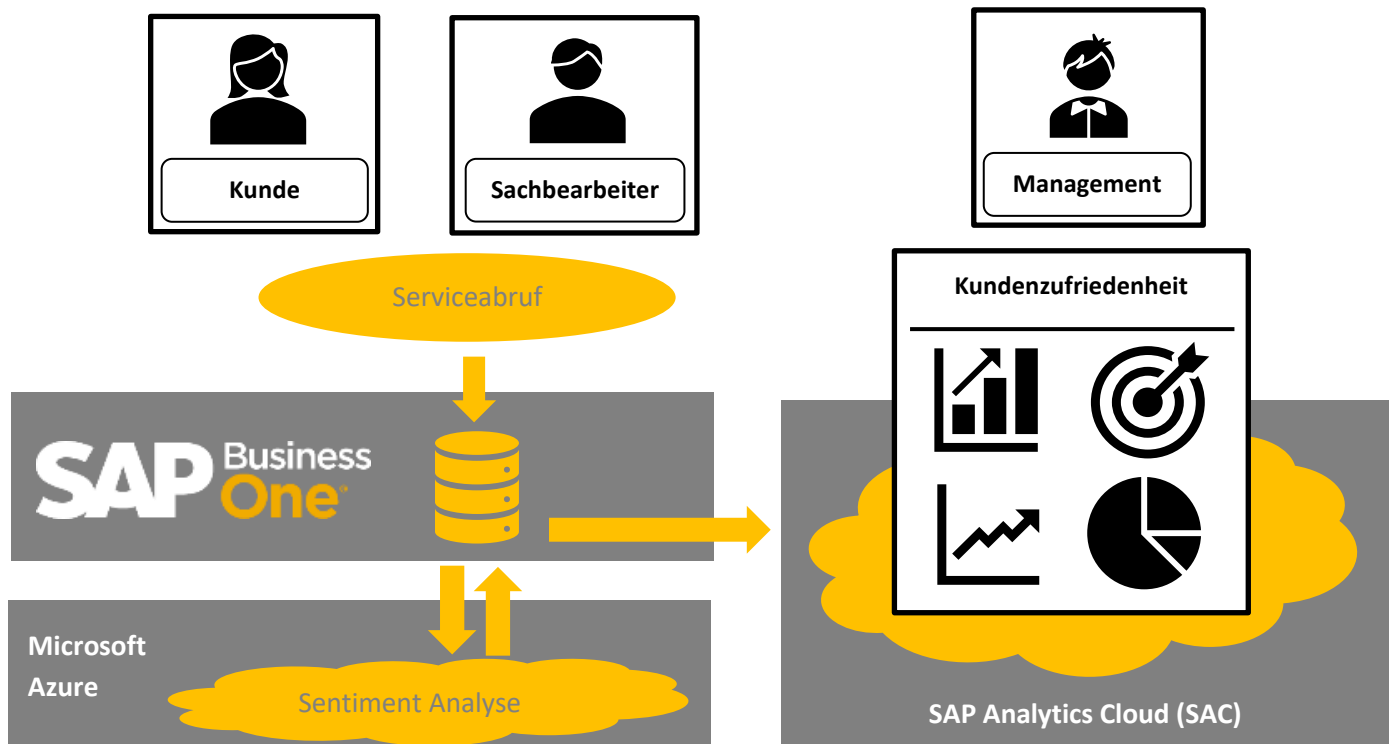 Kunde
Sachbearbeiter
Management
Serviceabruf
Kundenzufriedenheit
SAP Business
One
Microsoft
Azure
Sentiment Analyse
SAP Analytics Cloud (SAC)